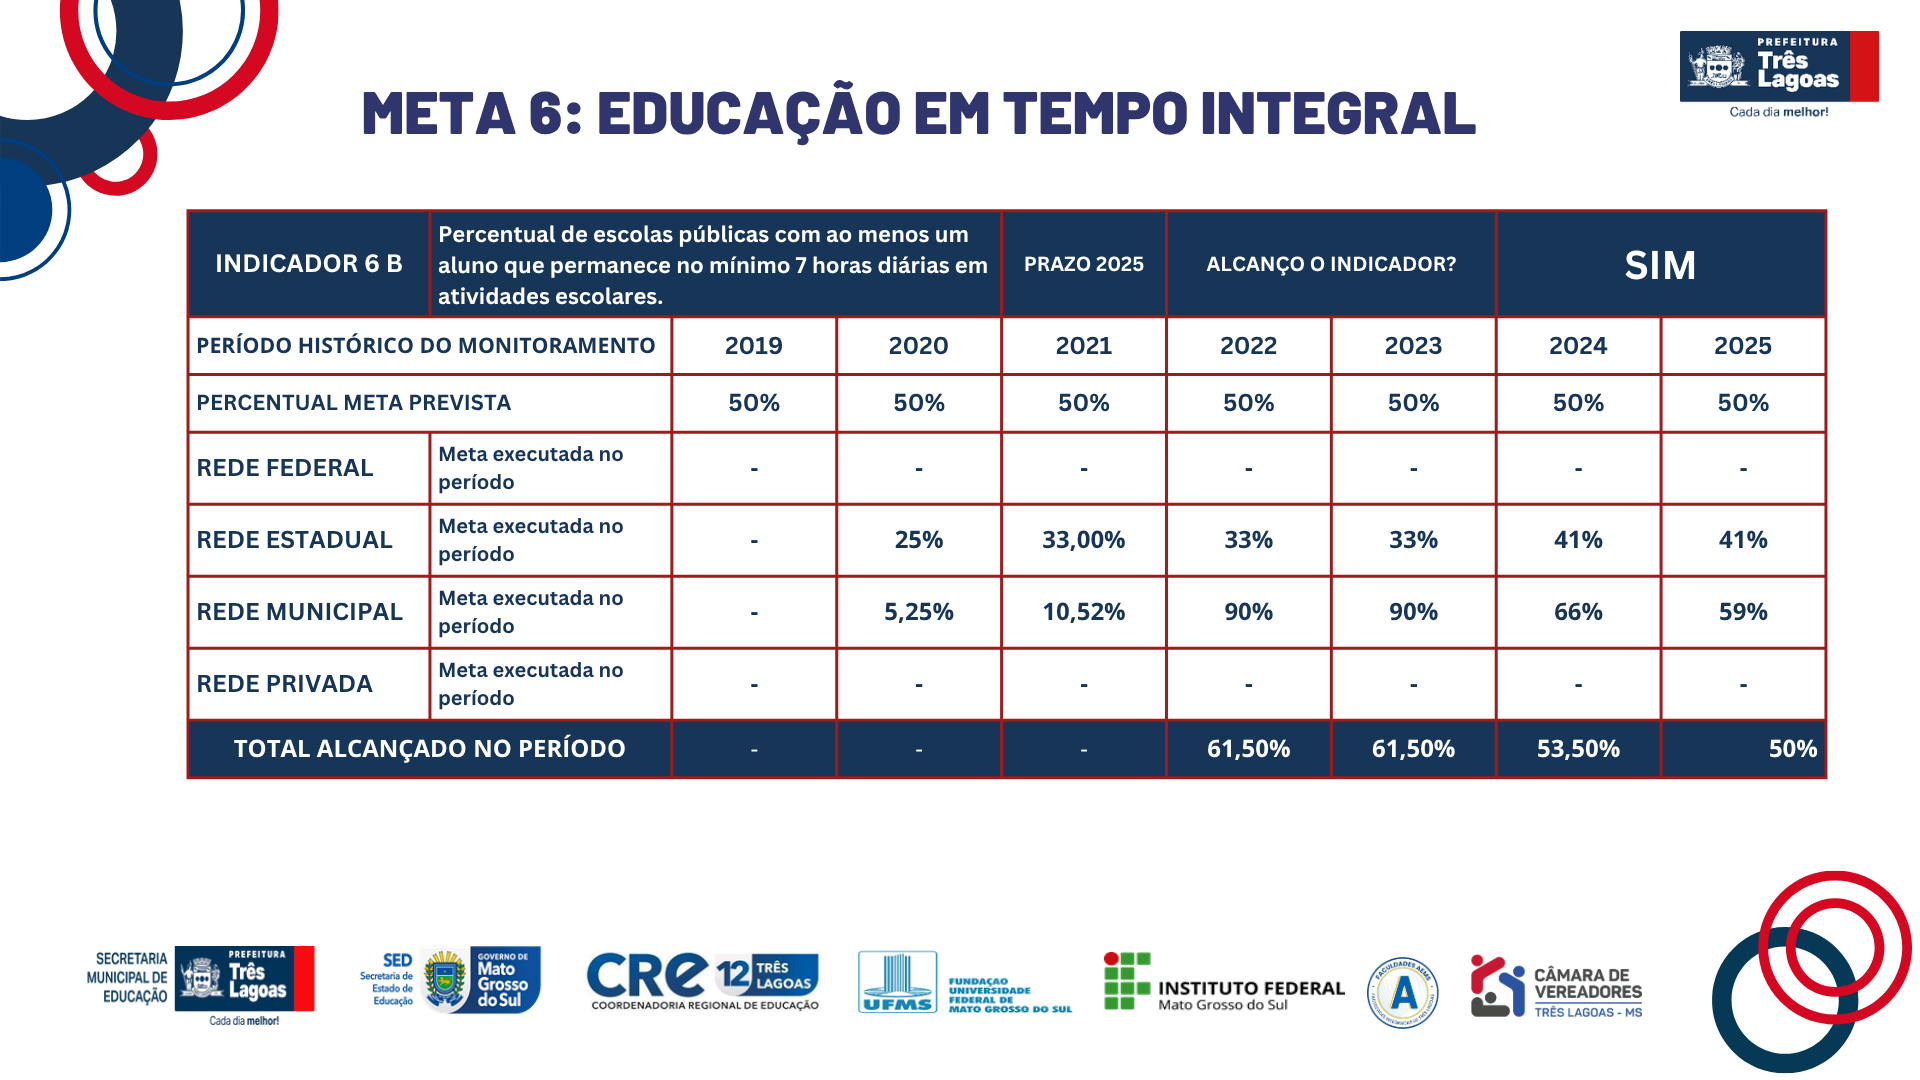 PREFEITURA
Três
Lagoas
Cada dia melhor!
META 6: EDUCAÇÃO EM TEMPO INTEGRAL
INDICADOR 6 B
Percentual de escolas públicas com ao menos um
aluno que permanece no mínimo 7 horas diárias em
atividades escolares.
PRAZO 2025
ALCANÇO O INDICADOR?
SIM
PERÍODO HISTÓRICO DO MONITORAMENTO 2019 2020 2021 2022 2023 2024 2025
PERCENTUAL META PREVISTA 50% 50% 50% 50% 50% 50% 50%
REDE FEDERAL
Meta executada no
período
- - - - - - -
REDE ESTADUAL
Meta executada no
período
- 25% 33,00% 33% 33% 41% 41%
REDE MUNICIPAL
Meta executada no
período
- 5,25% 10,52% 90% 90% 66% 59%
REDE PRIVADA
Meta executada no
período
- - - - - - -
TOTAL ALCANÇADO NO PERÍODO - - - 61,50% 61,50% 53,50% 50%
SECRETARIA
MUNICIPAL DE
EDUCAÇÃO
PREFEITURA
Três
Lagoas
Cada dia melhor!
SED
Secretaria de
Estado de
Educação
GOVERNO DE
Mato
Grosso
do Sul
CRE 12 TRÊS
LAGOAS
COORDENADORIA REGIONAL DE EDUCAÇÃO
UFMS
FUNDAÇAO
UNIVERSIDADE
FEDERAL DE
MATO GROSSO DO SUL
INSTITUTO FEDERAL
Mato Grosso do Sul
FACULDADES AEMS
A
CÂMARA DE
VEREADORES
TRÊS LAGOAS - MS